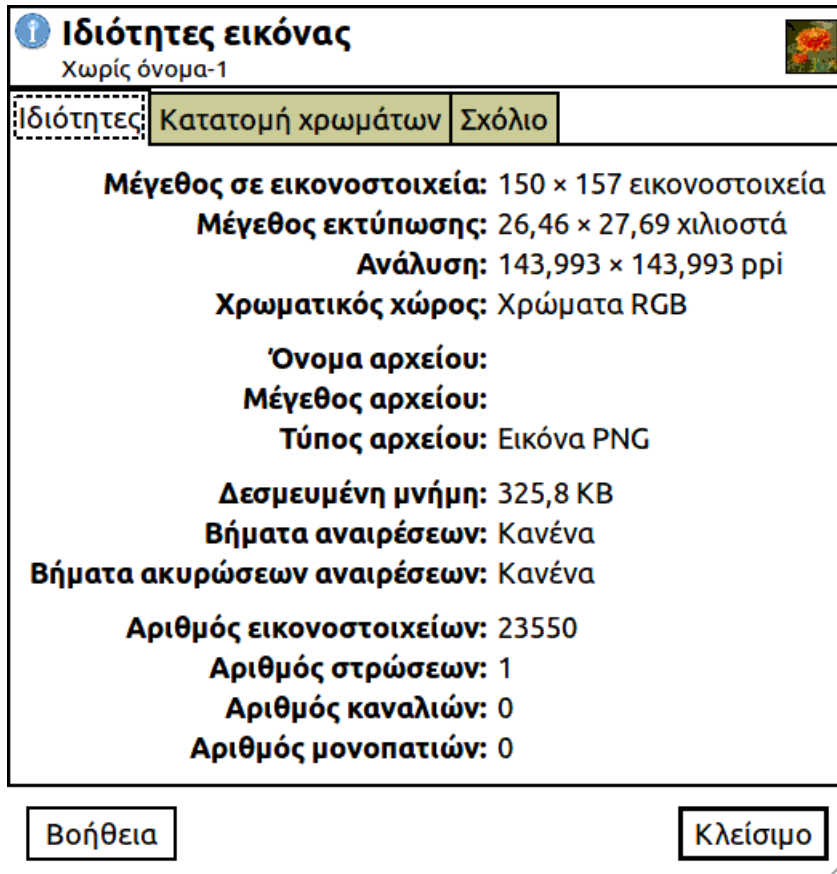 Ιδιότητες εικόνας
Χωρίς όνομα-1
Ιδιότητες Κατατομή χρωμάτων Σχόλιο
Μέγεθος σε εικονοστοιχεία: 150 × 157 εικονοστοιχεία
Μέγεθος εκτύπωσης: 26,46 × 27,69 χιλιοστά
Ανάλυση: 143,993 × 143,993 ppi
Χρωματικός χώρος: Χρώματα RGB
Όνομα αρχείου:
Μέγεθος αρχείου:
Τύπος αρχείου: Εικόνα PNG
Δεσμευμένη μνήμη: 325,8 KB
Βήματα αναιρέσεων: Κανένα
Βήματα ακυρώσεων αναιρέσεων: Κανένα
Αριθμός εικονοστοιχείων: 23550
Αριθμός στρώσεων: 1
Αριθμός καναλιών: 0
Αριθμός μονοπατιών: 0
Βοήθεια Κλείσιμο